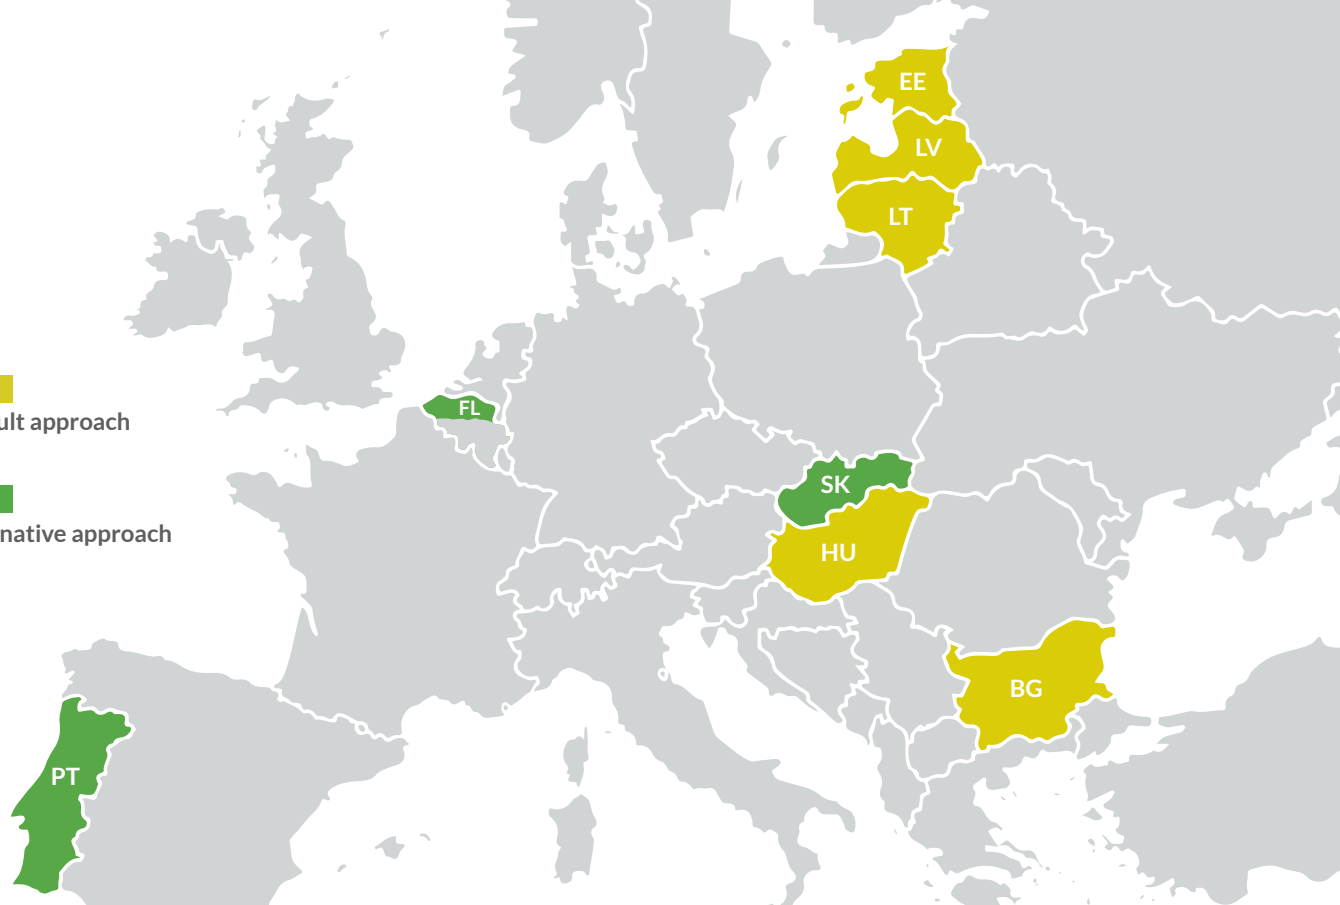 EE
LV
LT
FL
ult approach
SK
native approach
HU
BG
PT